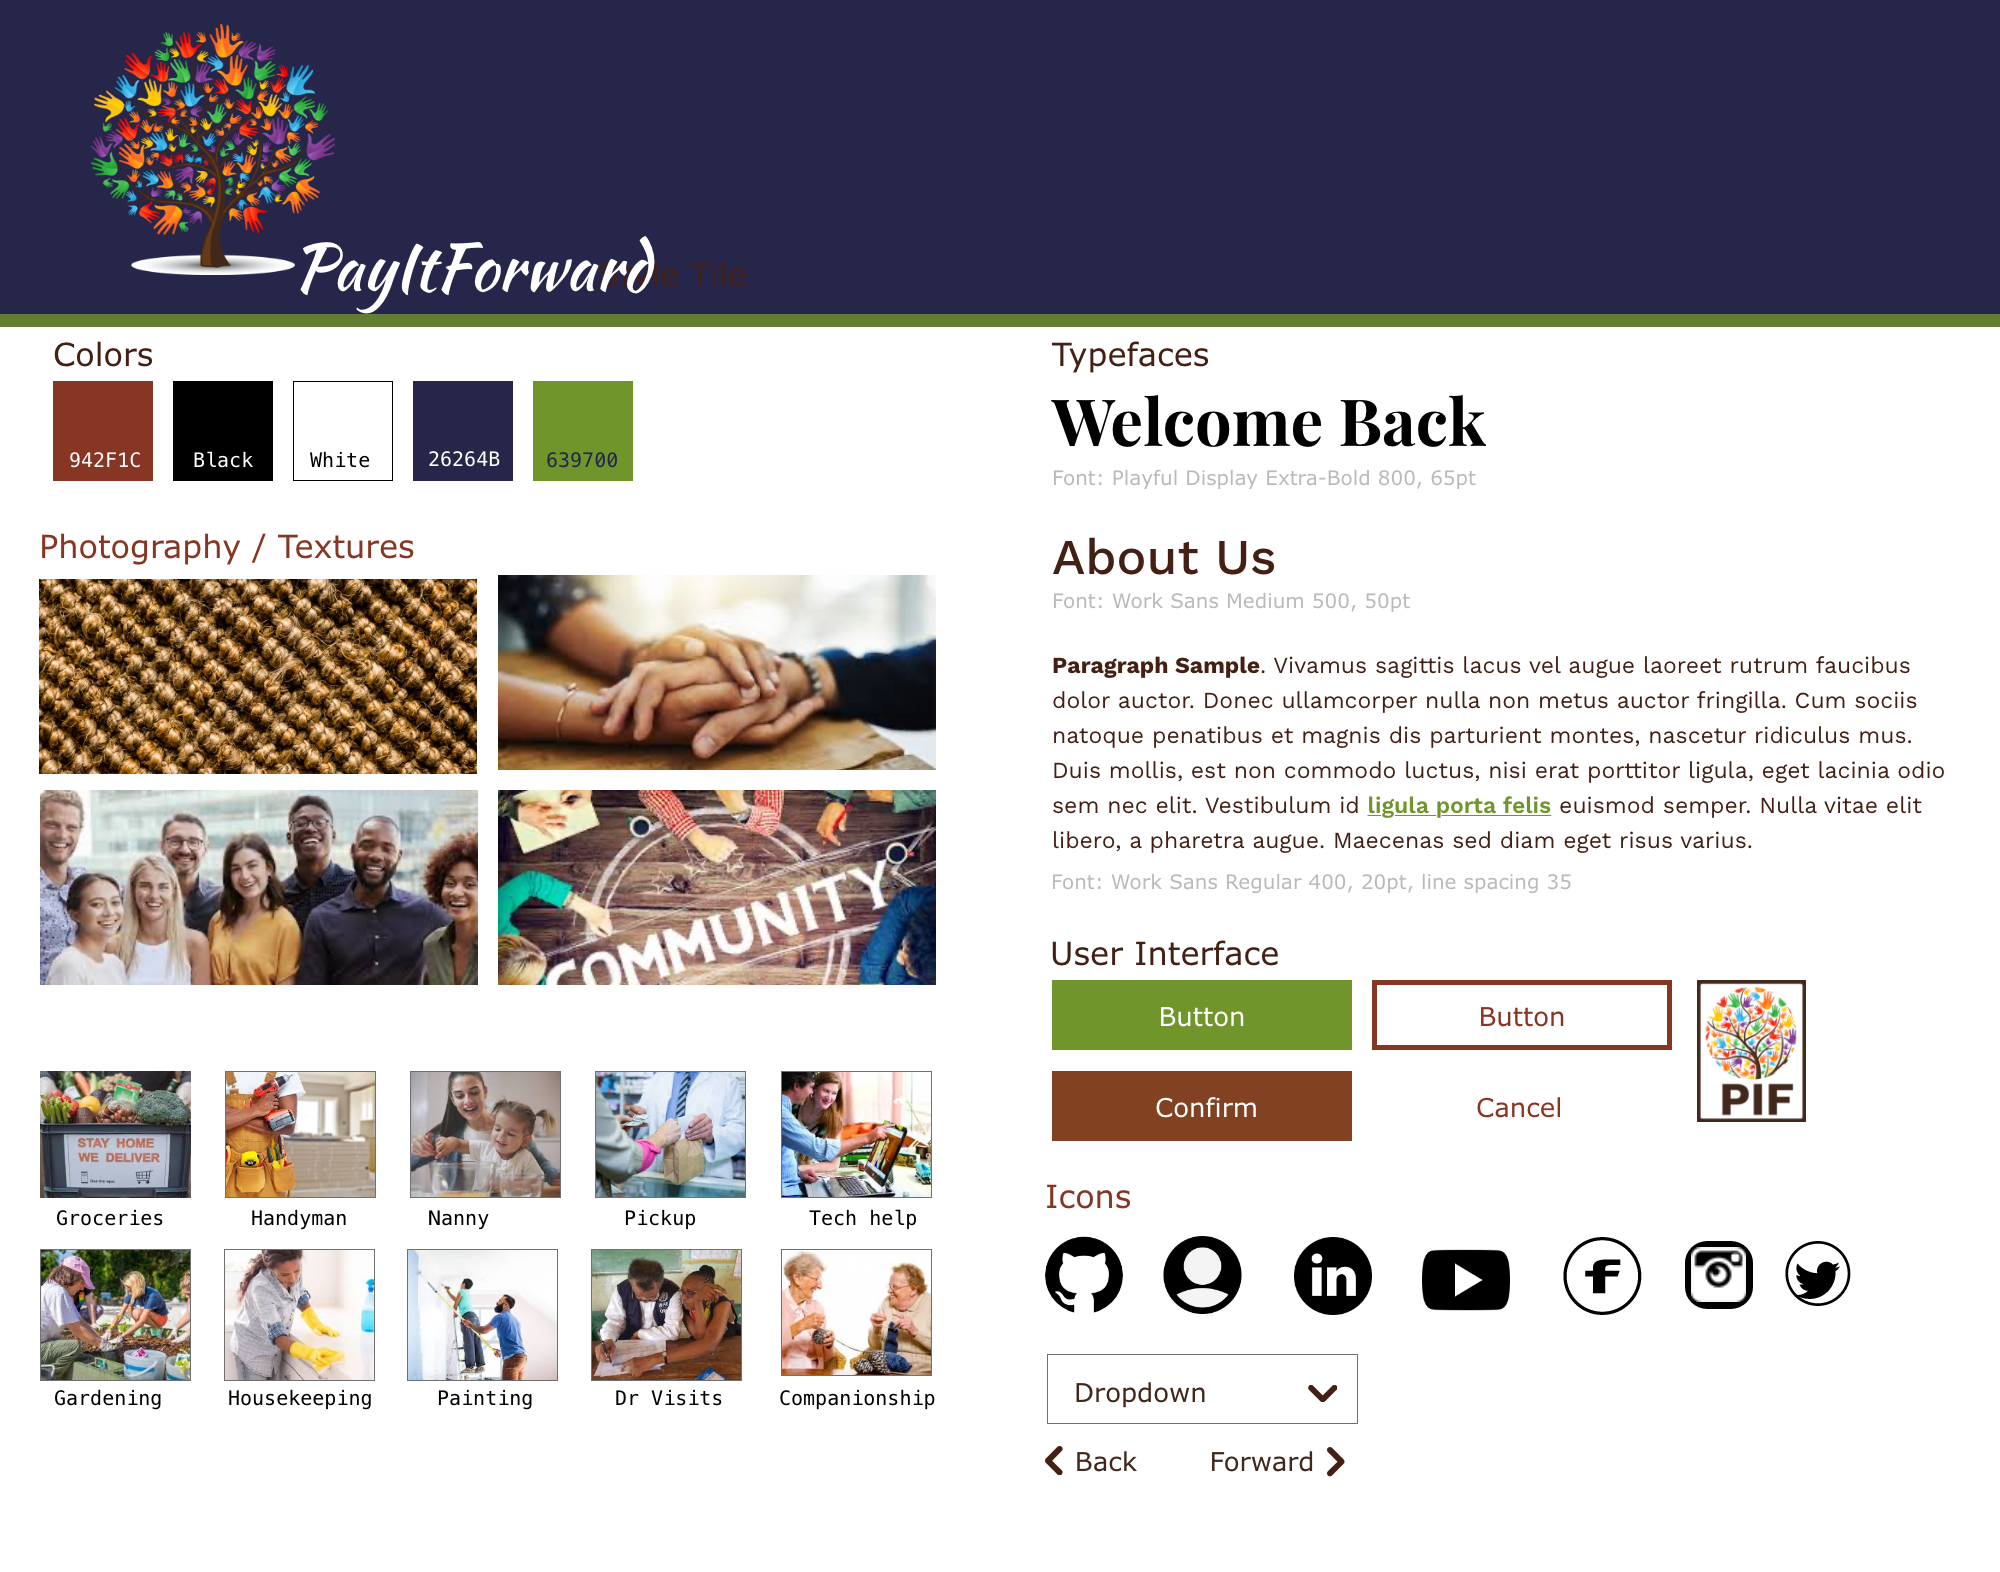 PayItForward
Tile
Colors
942F1C
Black
White
26264B
639700
Photography / Textures
COMMUNITY
STAY HOME
WE DELIVER
Groceries
Handyman
Nanny
Pickup
Tech help
Gardening
Housekeeping
Painting
Dr Visits
Companionship
Typefaces
Welcome Back
Font: Playful Display Extra-Bold 800, 65pt
About Us
Font: Work Sans Medium 500, 50pt
Paragraph Sample. Vivamus sagittis lacus vel augue laoreet rutrum faucibus
dolor auctor. Donec ullamcorper nulla non metus auctor fringilla. Cum sociis
natoque penatibus et magnis dis parturient montes, nascetur ridiculus mus.
Duis mollis, est non commodo luctus, nisi erat porttitor ligula, eget lacinia odio
sem nec elit. Vestibulum id ligula porta felis euismod semper. Nulla vitae elit
libero, a pharetra augue. Maecenas sed diam eget risus varius.
Font: Work Sans Regular 400, 20pt, line spacing 35
User Interface
Button
Button
PIF
Confirm
Cancel
Icons
in
f
Dropdown
Back
Forward